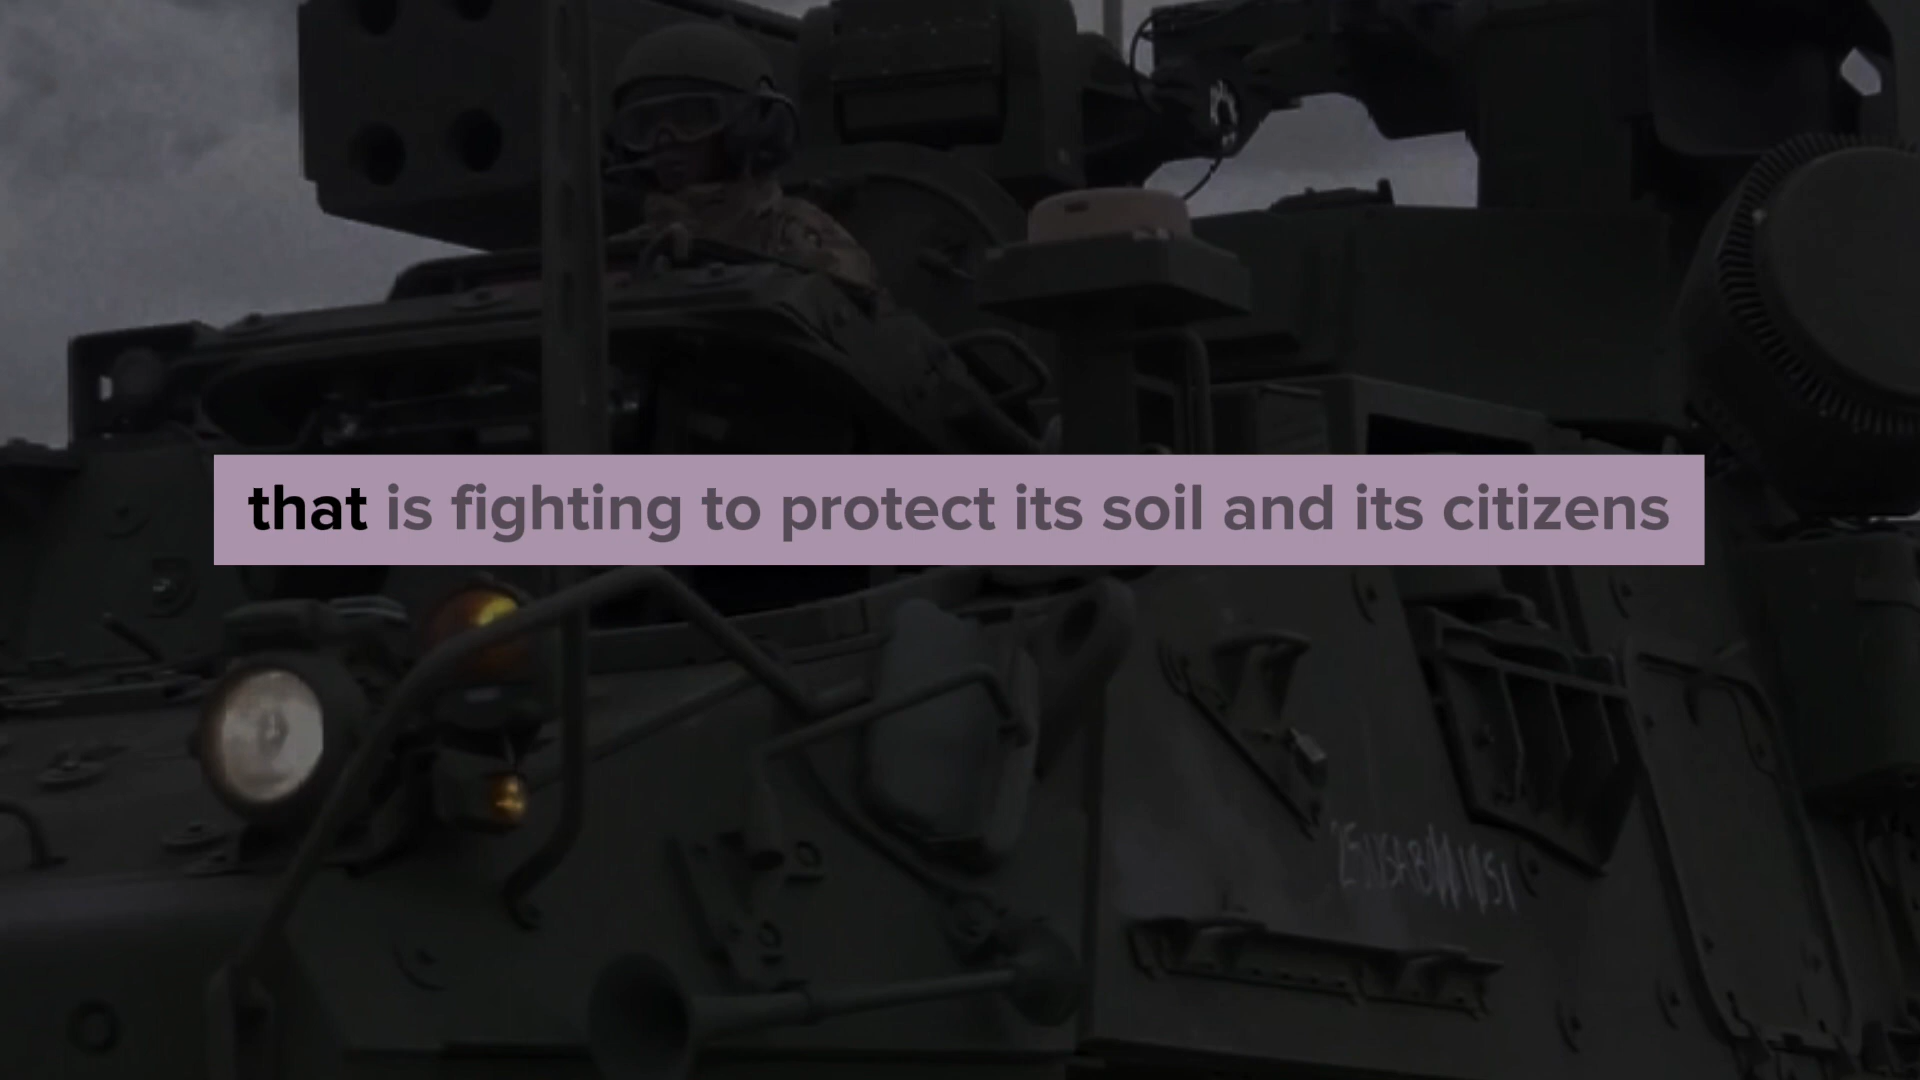 that is fighting to protect its soil and its citizens